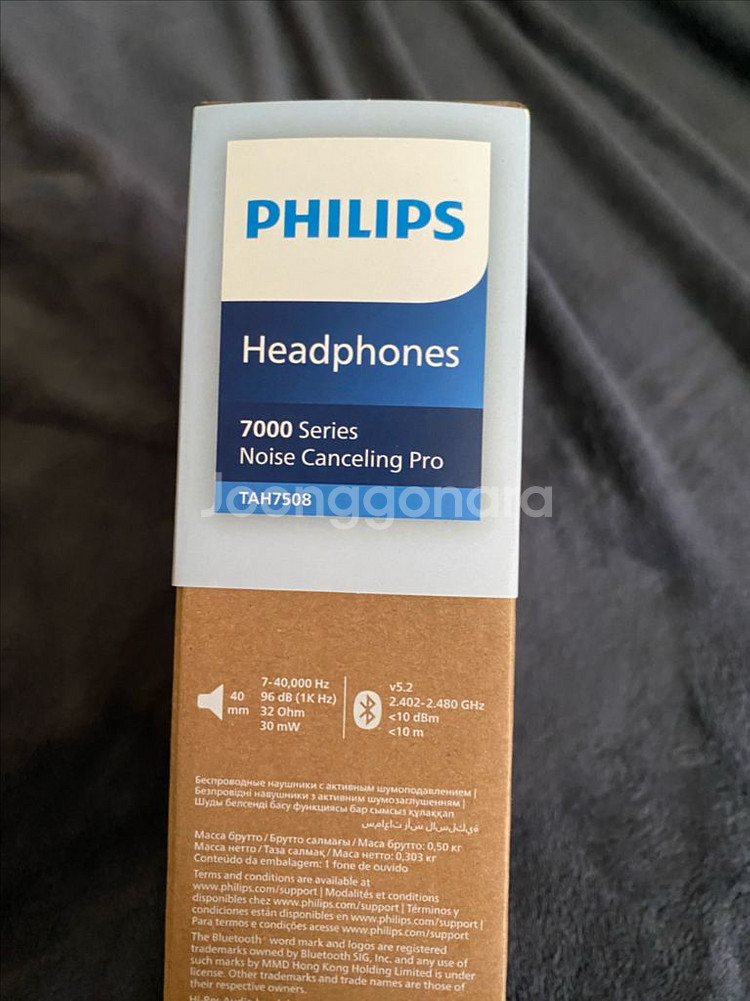 PHILIPS
Headphones
7000 Series
Noise Canceling Pro
TAH7508
Joonggonara
40
mm
7-40,000 Hz
96 dB (1K Hz)
32 Ohm
30 mW
v5.2
2.402-2.480 GHz
<10 dBm
<10 m
Беспроводные наушники с активным шумоподавлением |
Безпровідні навушники з активним шумозаглушенням |
Шуды белсенді басу функциясы бар сымсыз құлаққап
Масса брутто / Брутто салмағы / Маса брутто: 0,50 кг
Масса нетто / Таза салмақ / Маса нетто: 0,303 кг
Conteúdo da embalagem: 1 fone de ouvido
Terms and conditions are available at
www.philips.com/support | Modalités et conditions
disponibles chez www.philips.com/support | Términos y
condiciones están disponibles en www.philips.com/support |
Para termos e condições acesse www.philips.com/support
The Bluetooth® word mark and logos are registered
trademarks owned by Bluetooth SIG, Inc. and any use of
such marks by MMD Hong Kong Holding Limited is under
license. Other trademarks and trade names are those of
their respective owners.